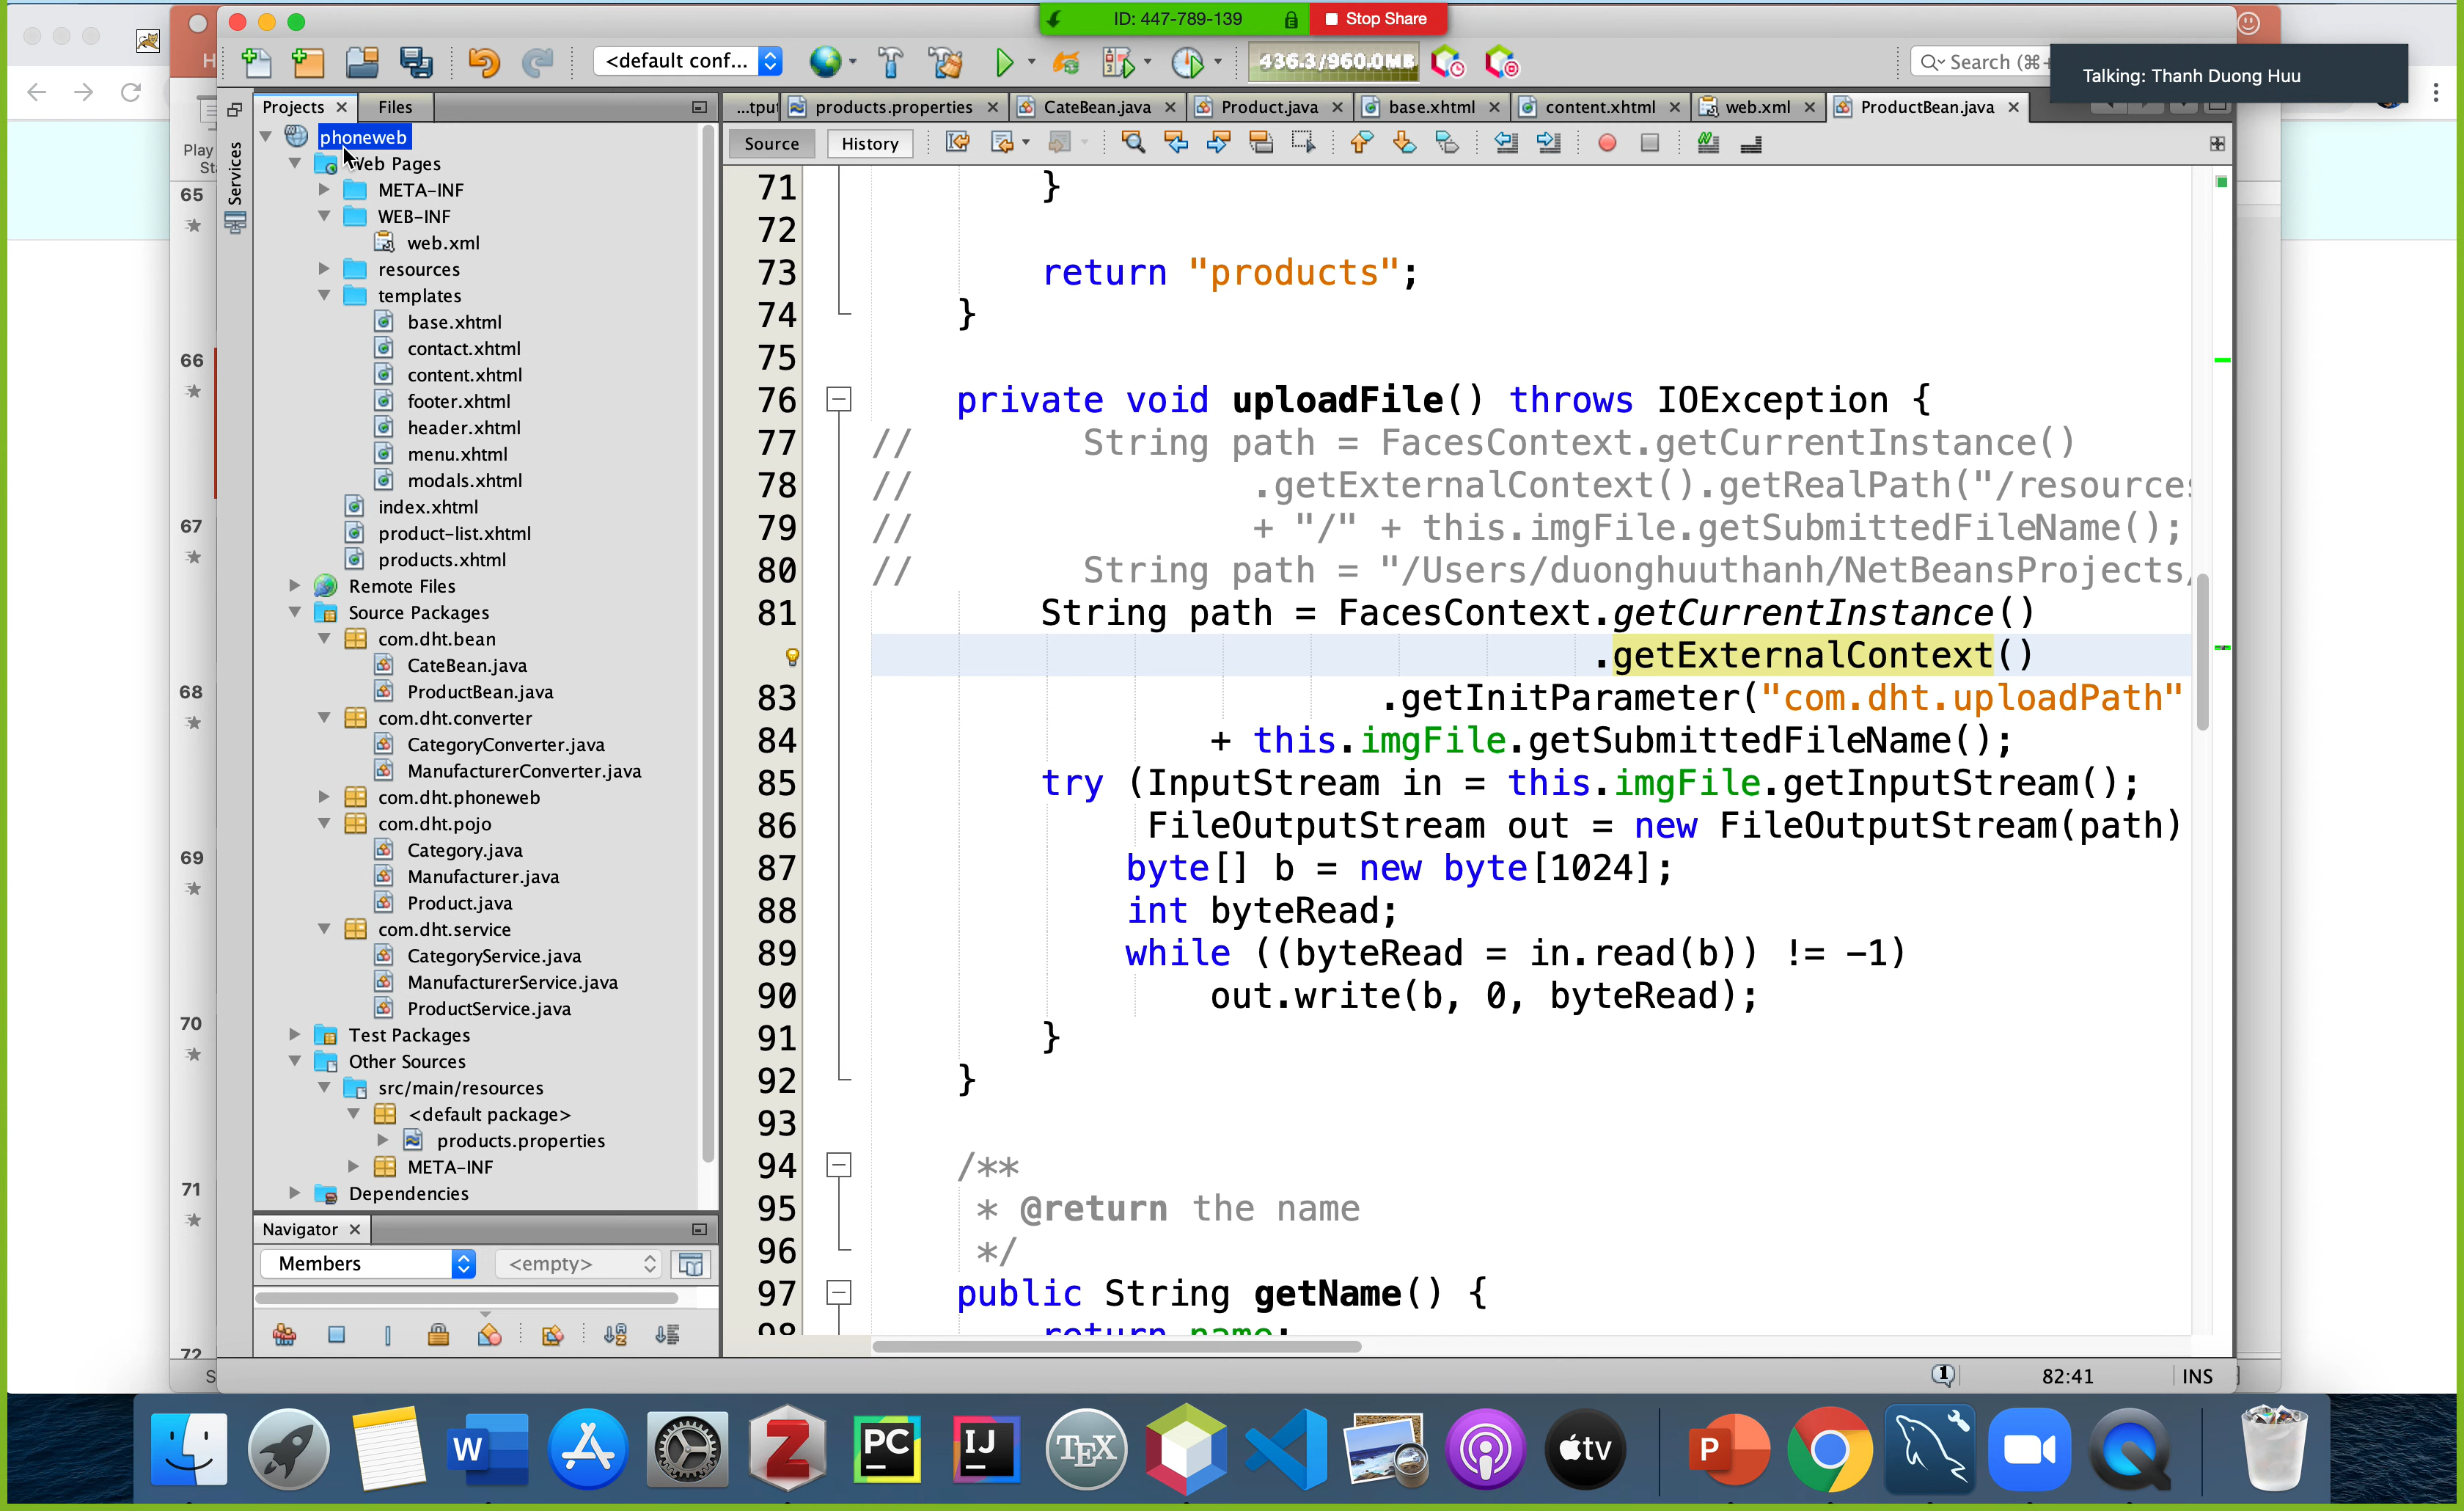 ID: 447-789-139
Stop Share
<default conf...
436.3/960.0MB
Search (⌘+
Talking: Thanh Duong Huu
H
Play
St
65
66
67
68
69
70
71
72
S
Services
Projects
Files
phoneweb
Web Pages
META-INF
WEB-INF
web.xml
resources
templates
base.xhtml
contact.xhtml
content.xhtml
footer.xhtml
header.xhtml
menu.xhtml
modals.xhtml
index.xhtml
product-list.xhtml
products.xhtml
Remote Files
Source Packages
com.dht.bean
CateBean.java
ProductBean.java
com.dht.converter
CategoryConverter.java
ManufacturerConverter.java
com.dht.phoneweb
com.dht.pojo
Category.java
Manufacturer.java
Product.java
com.dht.service
CategoryService.java
ManufacturerService.java
ProductService.java
Test Packages
Other Sources
src/main/resources
<default package>
products.properties
META-INF
Dependencies
Navigator
Members
<empty>
...tput
products.properties
CateBean.java
Product.java
base.xhtml
content.xhtml
web.xml
ProductBean.java
Source
History
71 }
72
73 return "products";
74 }
75
76 private void uploadFile() throws IOException {
77 // String path = FacesContext.getCurrentInstance()
78 // .getExternalContext().getRealPath("/resources
79 // + "/" + this.imgFile.getSubmittedFileName();
80 // String path = "/Users/duonghuuthanh/NetBeansProjects/
81 String path = FacesContext.getCurrentInstance()
.getExternalContext()
83 .getInitParameter("com.dht.uploadPath"
84 + this.imgFile.getSubmittedFileName();
85 try (InputStream in = this.imgFile.getInputStream();
86 FileOutputStream out = new FileOutputStream(path)
87 byte[] b = new byte[1024];
88 int byteRead;
89 while ((byteRead = in.read(b)) != -1)
90 out.write(b, 0, byteRead);
91 }
92 }
93
94 /**
95 * @return the name
96 */
97 public String getName() {
98 return name;
1
82:41
INS
W
Z
PC
IJ
TEX
tv
P